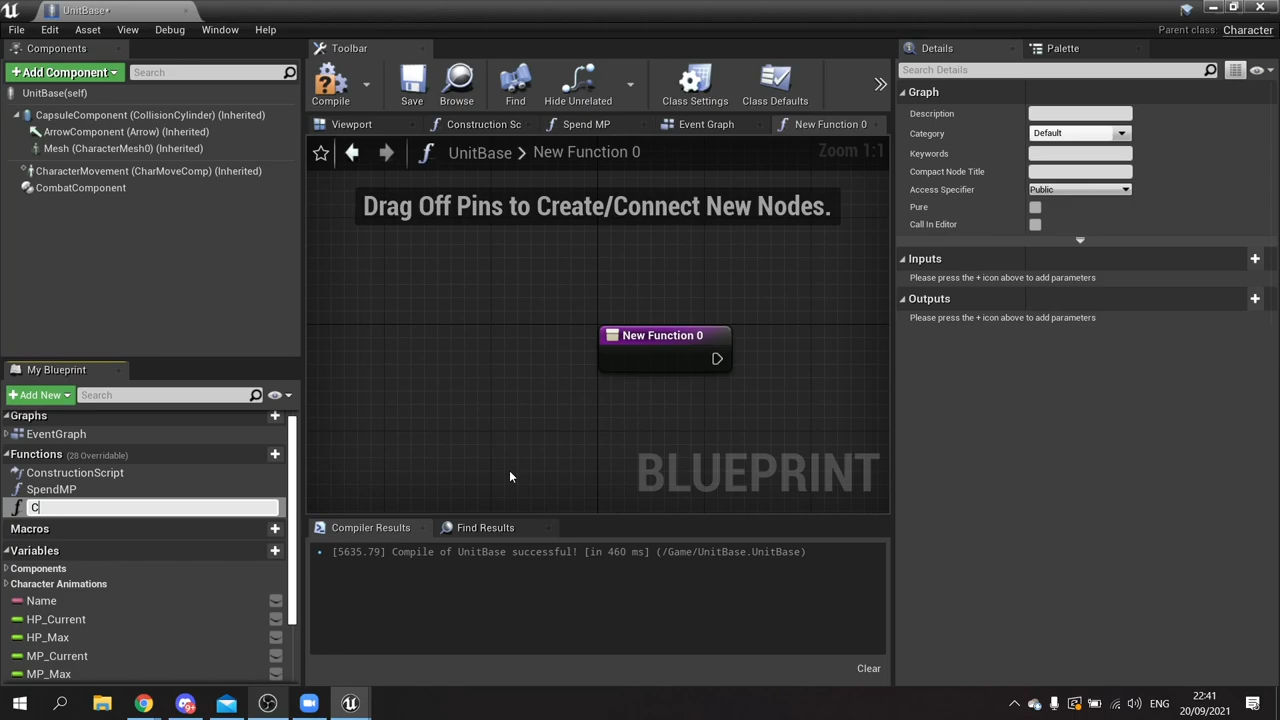 UnitBase*
File Edit Asset View Debug Window Help
Parent class: Character
Components
Toolbar
Details
Palette
Add Component
Search
Search Details
UnitBase(self)
CapsuleComponent (CollisionCylinder) (Inherited)
ArrowComponent (Arrow) (Inherited)
Mesh (CharacterMesh0) (Inherited)
CharacterMovement (CharMoveComp) (Inherited)
CombatComponent
Compile
Save
Browse
Find
Hide Unrelated
Class Settings
Class Defaults
Viewport
Construction Sc
Spend MP
Event Graph
New Function 0
UnitBase > New Function 0
Zoom 1:1
Drag Off Pins to Create/Connect New Nodes.
New Function 0
BLUEPRINT
Graph
Description
Category
Default
Keywords
Compact Node Title
Access Specifier
Public
Pure
Call In Editor
Inputs
Please press the + icon above to add parameters
Outputs
Please press the + icon above to add parameters
My Blueprint
Add New
Search
Graphs
EventGraph
Functions (28 Overridable)
ConstructionScript
SpendMP
C
Macros
Variables
Components
Character Animations
Name
HP_Current
HP_Max
MP_Current
MP_Max
Compiler Results
Find Results
[5635.79] Compile of UnitBase successful! [in 460 ms] (/Game/UnitBase.UnitBase)
Clear
ENG
22:41
20/09/2021